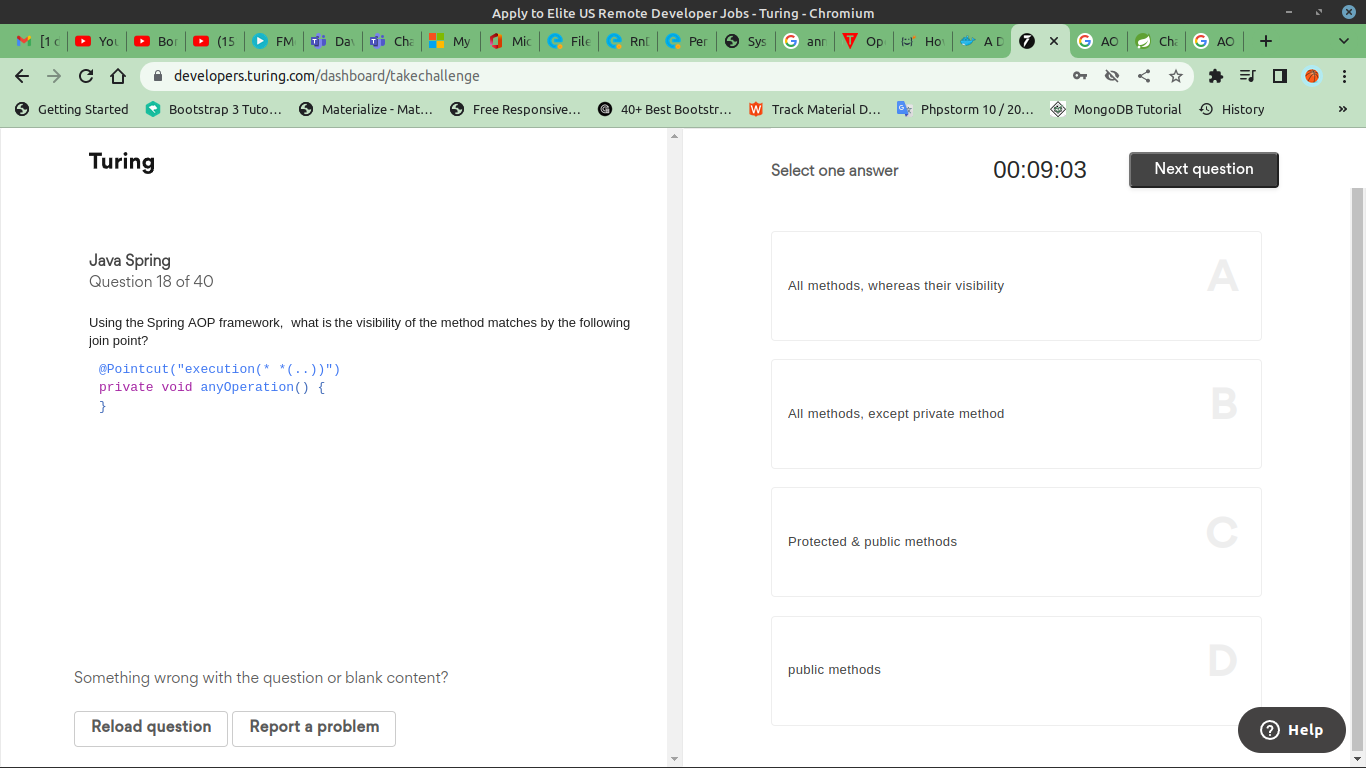 Apply to Elite US Remote Developer Jobs - Turing - Chromium
[1 c
You
Bor
(15
FM
Dav
Cha
My
Mic
File
RnD
Per
Sys
ann
Op
Hov
A D
AO
Cha
AO
developers.turing.com/dashboard/takechallenge
Getting Started
Bootstrap 3 Tuto...
Materialize - Mat...
Free Responsive...
40+ Best Bootstr...
Track Material D...
Phpstorm 10 / 20...
MongoDB Tutorial
History
»
Turing
Java Spring
Question 18 of 40
Using the Spring AOP framework, what is the visibility of the method matches by the following
join point?
@Pointcut("execution(* *(..))")
private void anyOperation() {
}
Something wrong with the question or blank content?
Reload question
Report a problem
Select one answer
00:09:03
Next question
A
All methods, whereas their visibility
B
All methods, except private method
C
Protected & public methods
D
public methods
Help